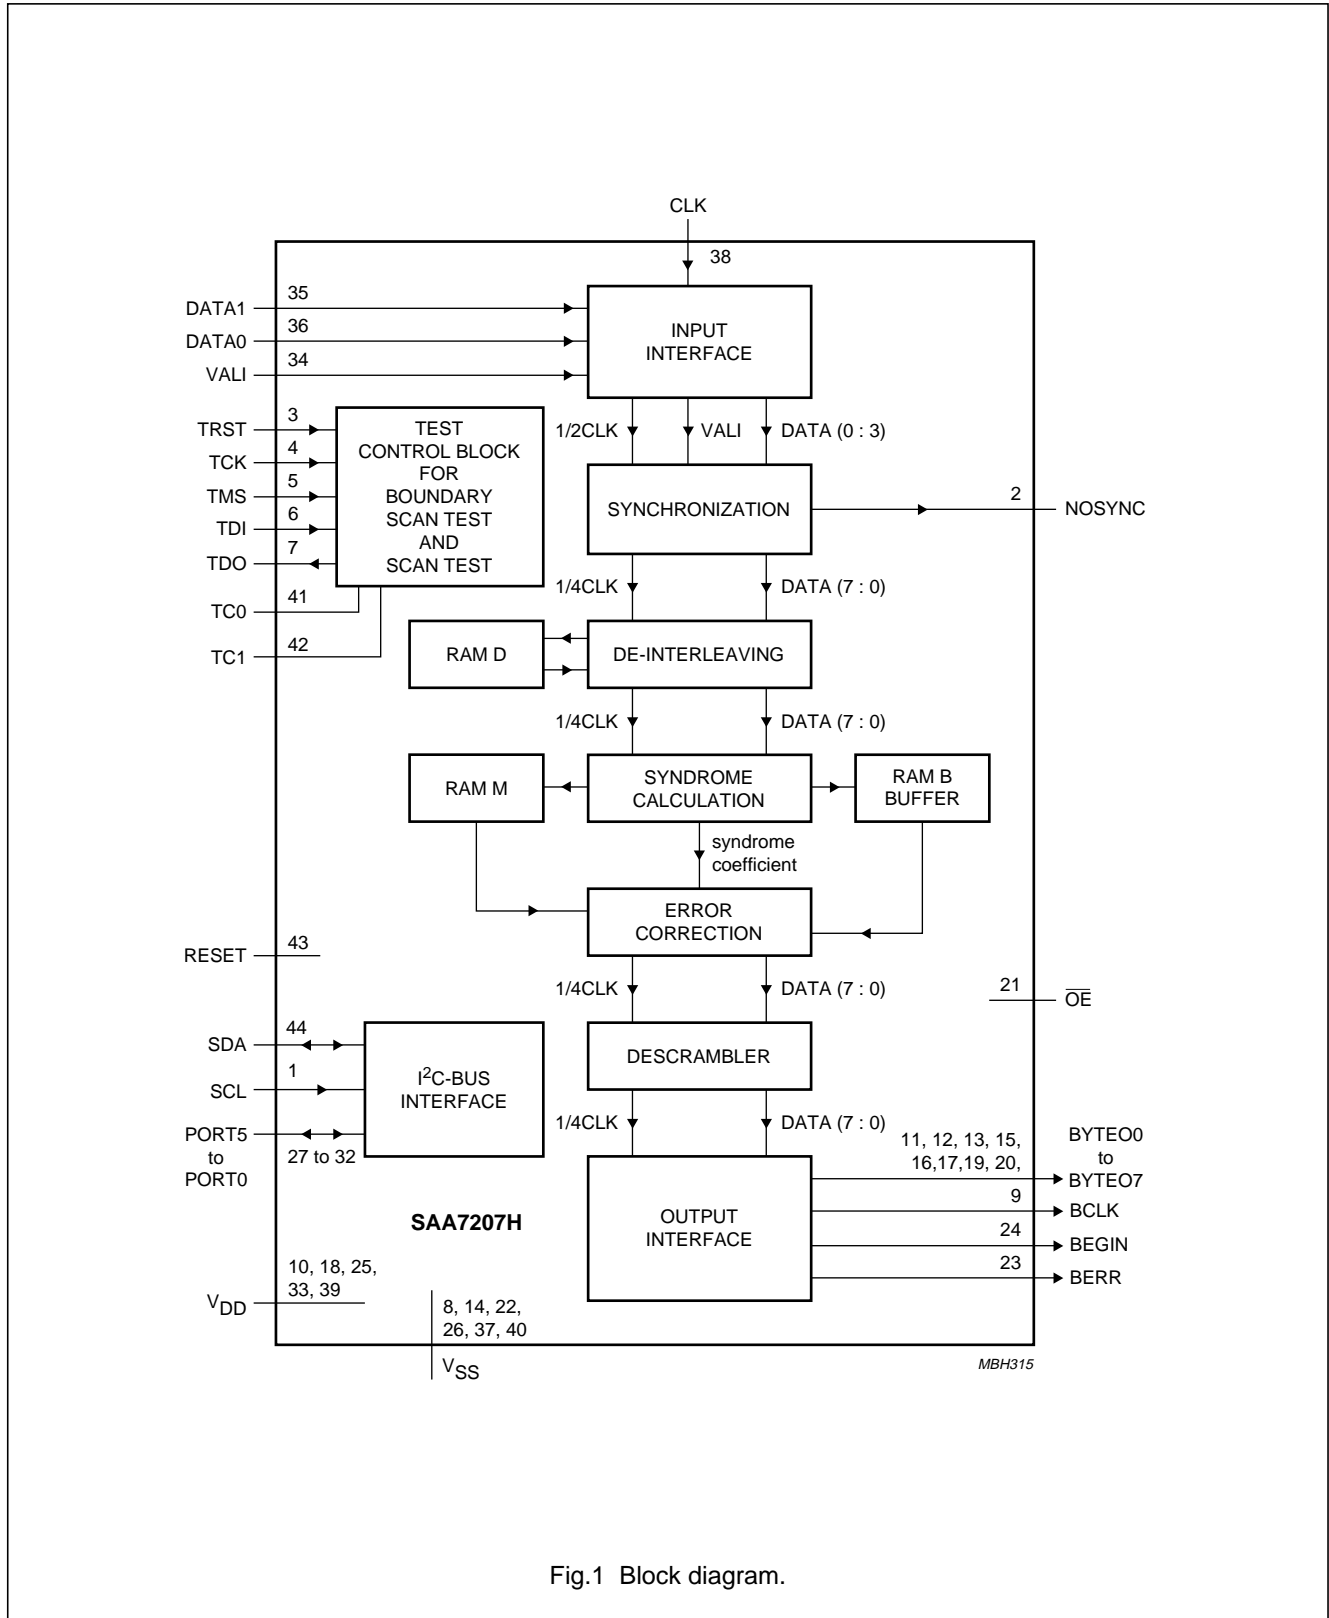 CLK
38
DATA1
35
DATA0
36
VALI
34
INPUT
INTERFACE
TRST
3
TCK
4
TMS
5
TDI
6
TDO
7
TC0
41
TC1
42
TEST
CONTROL BLOCK
FOR
BOUNDARY
SCAN TEST
AND
SCAN TEST
1/2CLK
VALI
DATA (0 : 3)
SYNCHRONIZATION
2
NOSYNC
1/4CLK
DATA (7 : 0)
RAM D
DE-INTERLEAVING
1/4CLK
DATA (7 : 0)
RAM M
SYNDROME
CALCULATION
RAM B
BUFFER
syndrome
coefficient
ERROR
CORRECTION
RESET
43
1/4CLK
DATA (7 : 0)
21
O̅E̅
SDA
44
SCL
1
PORT5
to
PORT0
27 to 32
I²C-BUS
INTERFACE
DESCRAMBLER
1/4CLK
DATA (7 : 0)
11, 12, 13, 15,
16,17,19, 20,
BYTEO0
to
BYTEO7
9
BCLK
24
BEGIN
23
BERR
OUTPUT
INTERFACE
SAA7207H
10, 18, 25,
33, 39
VDD
8, 14, 22,
26, 37, 40
VSS
MBH315
Fig.1 Block diagram.